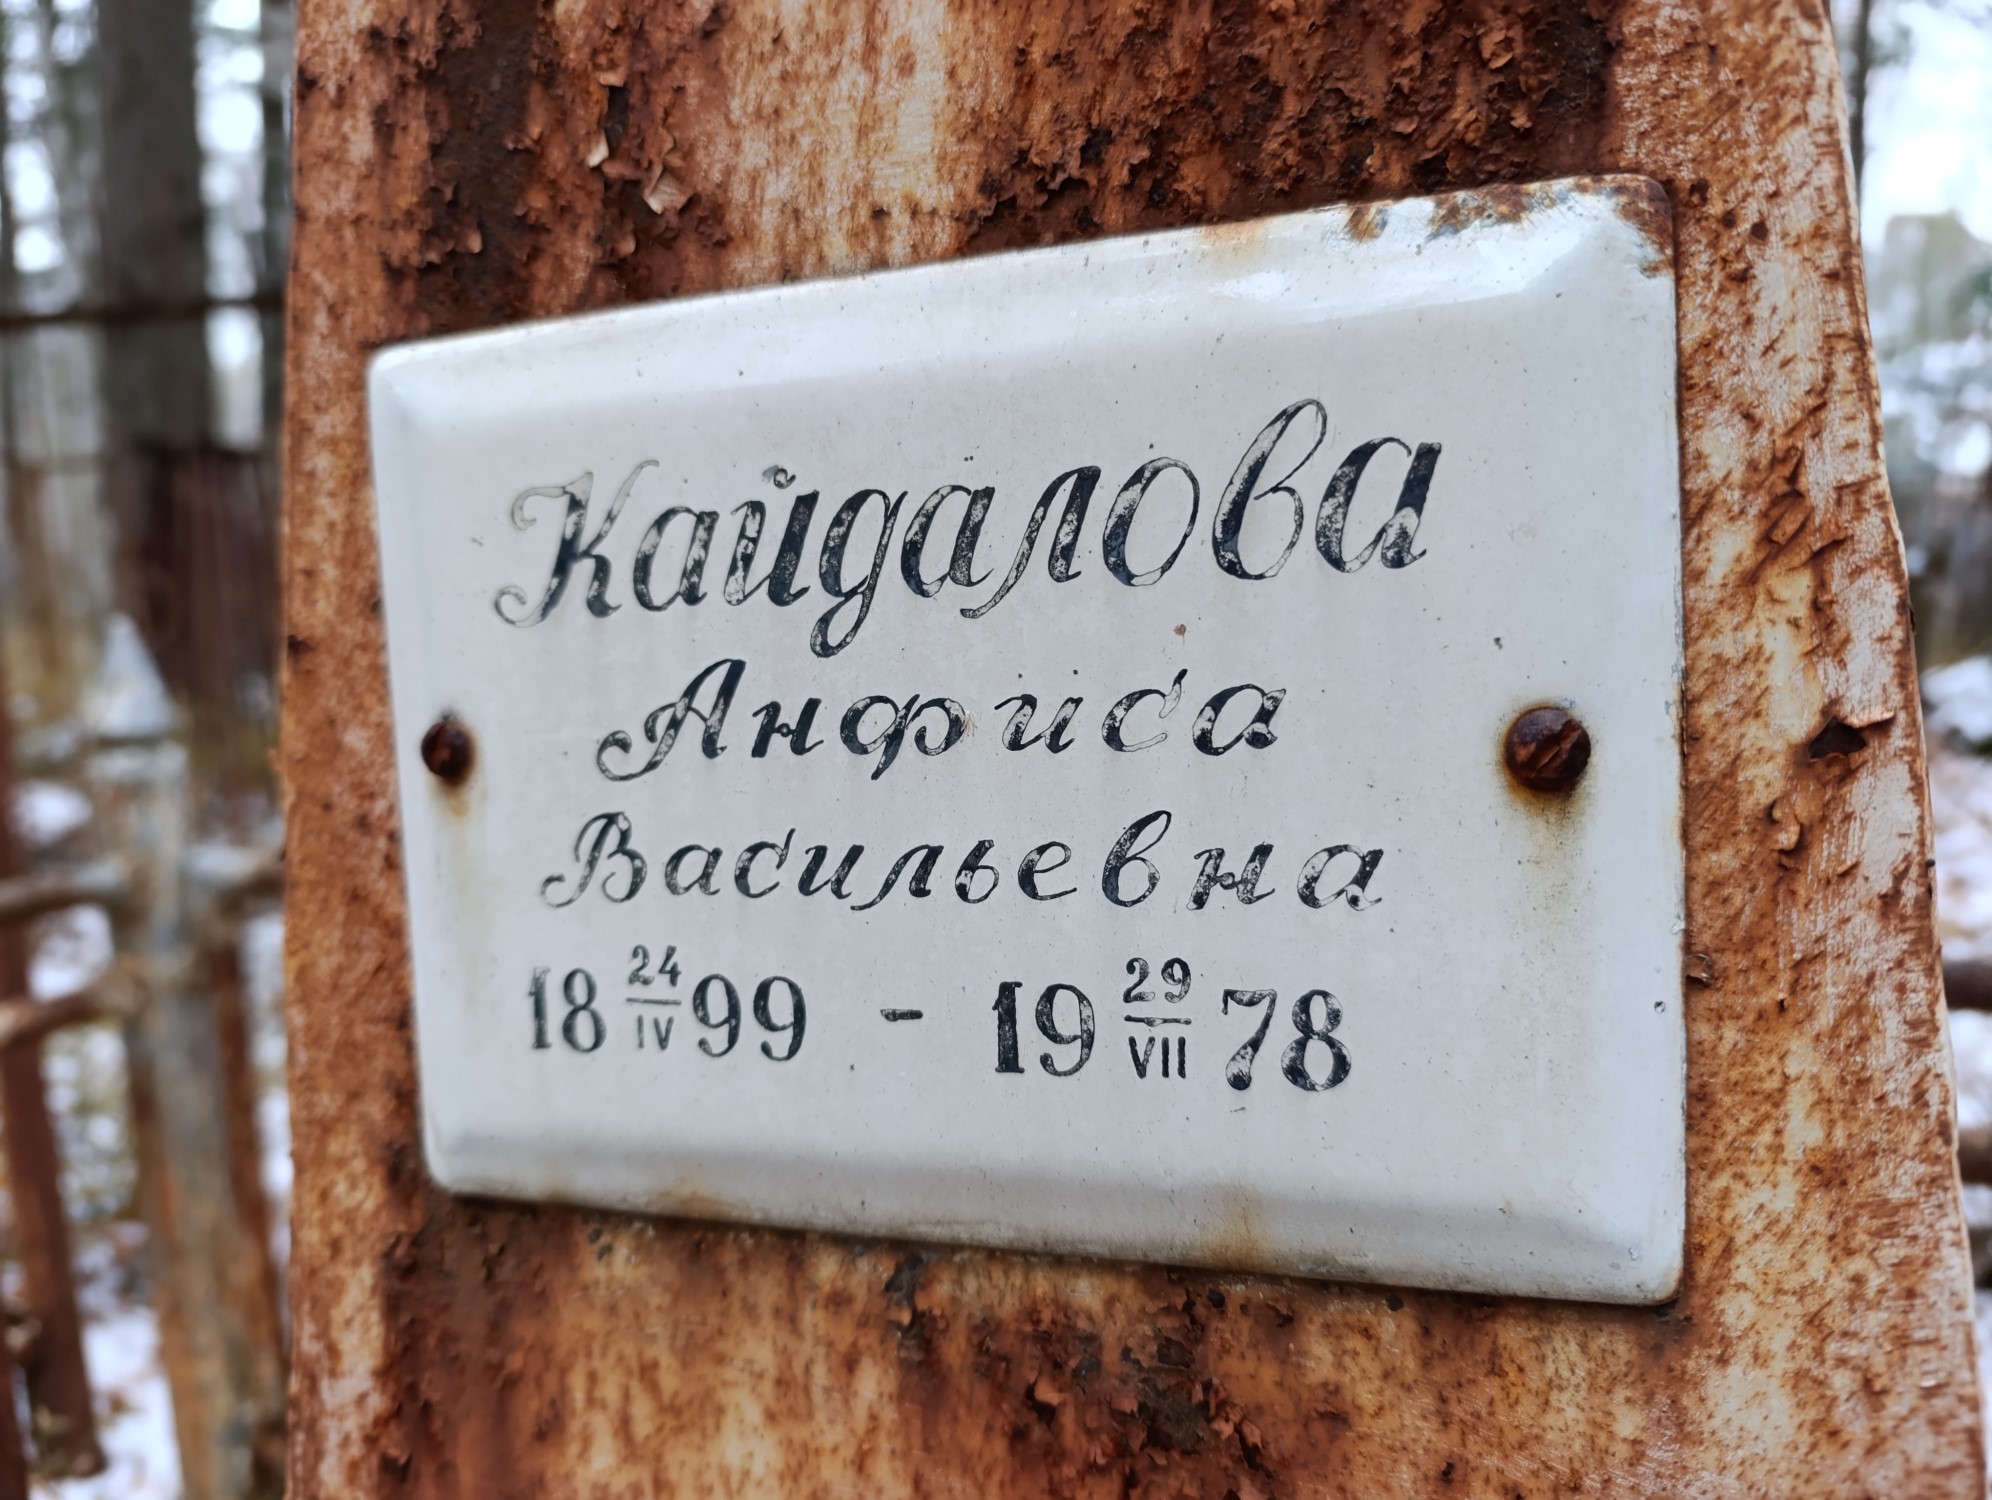 Кайдалова
Анфиса
Васильевна
18 24/IV 99 - 19 29/VII 78